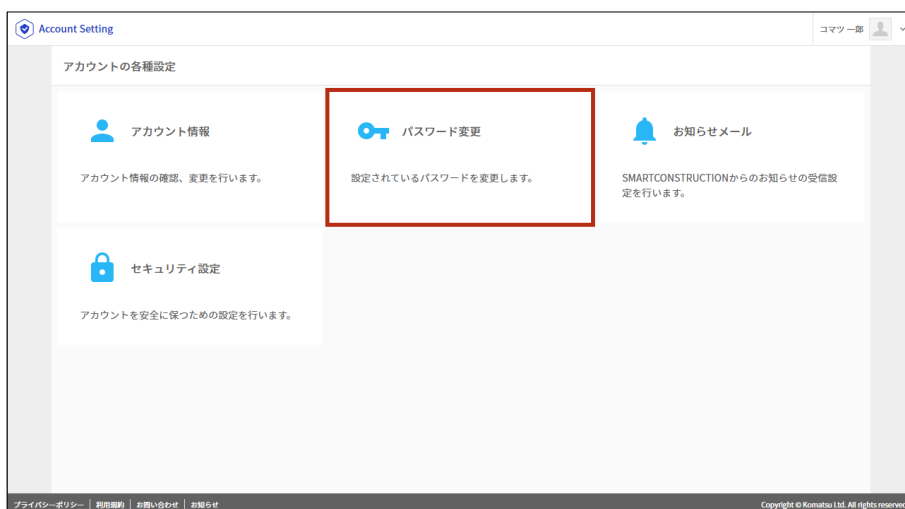 Account Setting
コマツ 一郎
アカウントの各種設定
アカウント情報
パスワード変更
お知らせメール
アカウント情報の確認、変更を行います。
設定されているパスワードを変更します。
SMARTCONSTRUCTIONからのお知らせの受信設
定を行います。
セキュリティ設定
アカウントを安全に保つための設定を行います。
プライバシーポリシー | 利用規約 | お問い合わせ | お知らせ
Copyright © Komatsu Ltd. All rights reserved